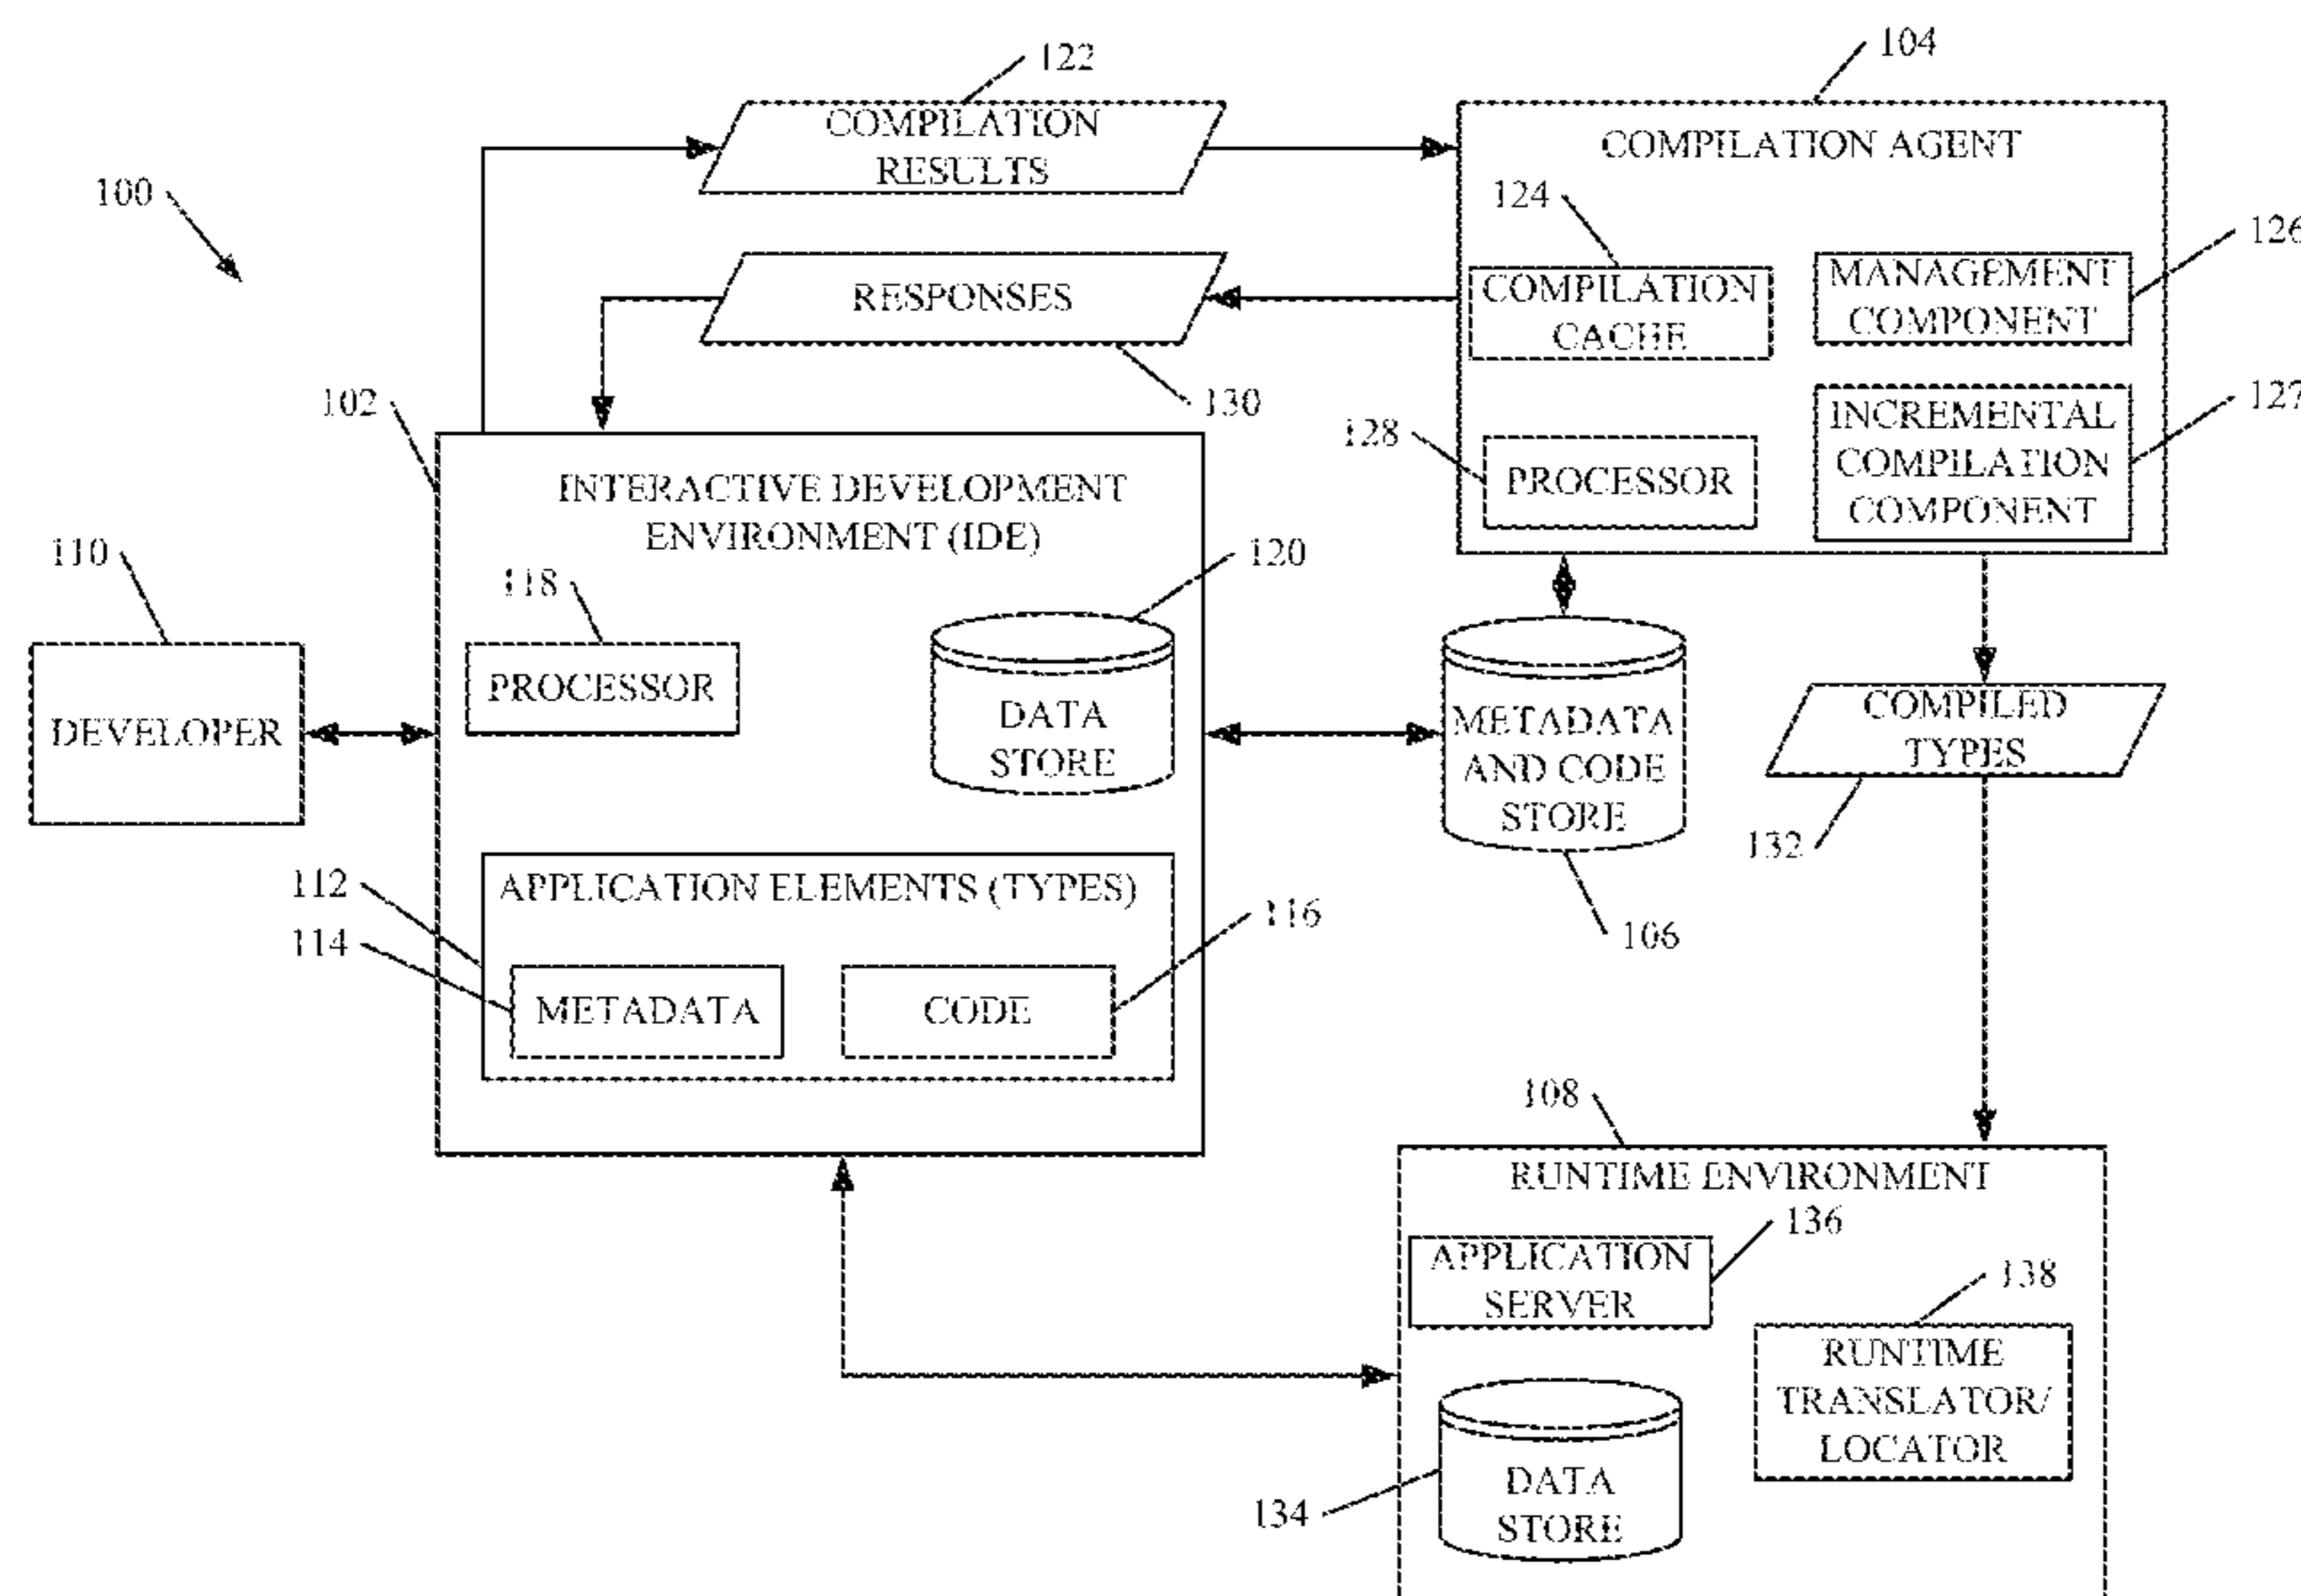 122
104
COMPILATION
RESULTS
COMPILATION AGENT
100
124
126
RESPONSES
COMPILATION
CACHE
MANAGEMENT
COMPONENT
102
130
127
128
PROCESSOR
INCREMENTAL
COMPILATION
COMPONENT
INTERACTIVE DEVELOPMENT
ENVIRONMENT (IDE)
110
118
120
PROCESSOR
DEVELOPER
DATA
STORE
METADATA
AND CODE
STORE
COMPILED
TYPES
132
112
APPLICATION ELEMENTS (TYPES)
114
116
106
METADATA
CODE
108
RUNTIME ENVIRONMENT
136
APPLICATION
SERVER
138
RUNTIME
TRANSLATOR/
LOCATOR
134
DATA
STORE